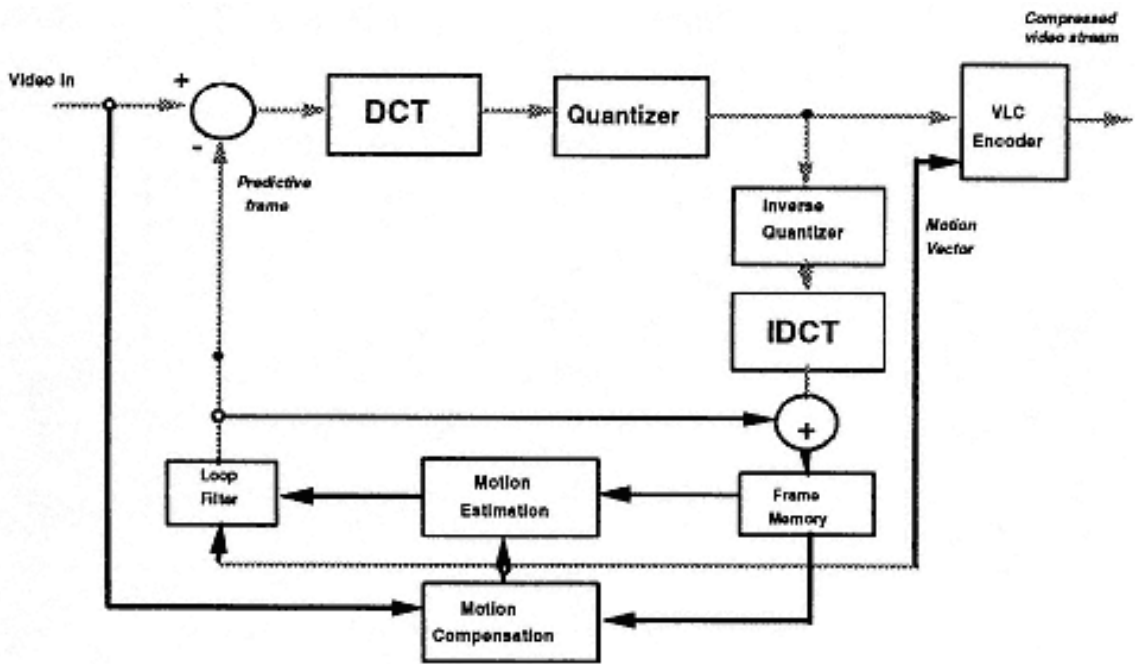 Compressed
video stream
Video in
+
-
DCT
Quantizer
VLC
Encoder
Predictive
frame
Inverse
Quantizer
Motion
Vector
IDCT
+
Loop
Filter
Motion
Estimation
Frame
Memory
Motion
Compensation